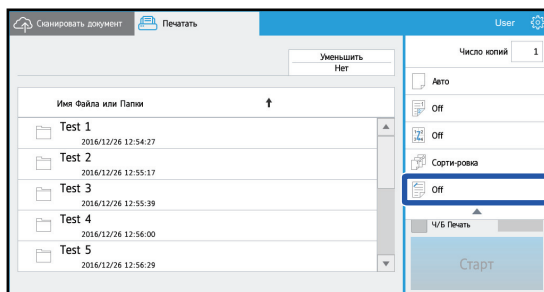 Сканировать документ
Печатать
User
Уменьшить
Нет
Имя Файла или Папки
Test 1
2016/12/26 12:54:27
Test 2
2016/12/26 12:55:17
Test 3
2016/12/26 12:55:39
Test 4
2016/12/26 12:56:00
Test 5
2016/12/26 12:56:29
Число копий 1
Авто
Off
Off
Сорти-ровка
Off
Ч/Б Печать
Старт